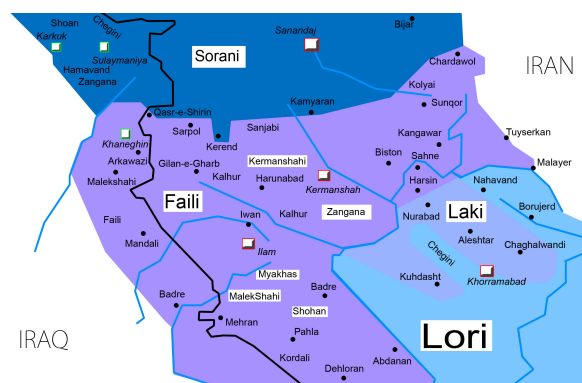 Shoan
Chegini
Karkuk
Sulaymaniya
Hamavand
Zangana
Sorani
Sanandaj
Bijar
Chardawol
IRAN
Kolyai
Sunqor
Qasr-e-Shirin
Kamyaran
Sarpol
Sanjabi
Kerend
Khaneghin
Arkawazi
Malekshahi
Gilan-e-Gharb
Kalhur
Kermanshahi
Harunabad
Kermanshah
Kangawar
Biston
Sahne
Harsin
Tuyserkan
Malayer
Nahavand
Faili
Zangana
Nurabad
Laki
Borujerd
Faili
Iwan
Kalhur
Mandali
Ilam
Chegini
Aleshtar
Chaghalwandi
Khorramabad
Kuhdasht
Myakhas
Badre
MalekShahi
Badre
Shohan
Mehran
Pahla
Kordali
Lori
Abdanan
Dehloran
IRAQ